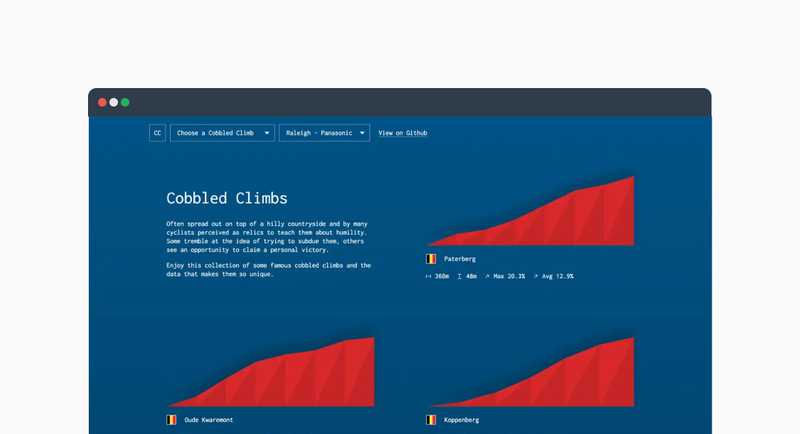 CC
Choose a Cobbled Climb
Raleigh - Panasonic
View on Github
Cobbled Climbs
Often spread out on top of a hilly countryside and by many
cyclists perceived as relics to teach them about humility.
Some tremble at the idea of trying to subdue them, others
see an opportunity to claim a personal victory.
Enjoy this collection of some famous cobbled climbs and the
data that makes them so unique.
Paterberg
360m 48m Max 20.3% Avg 12.9%
Oude Kwaremont
Koppenberg